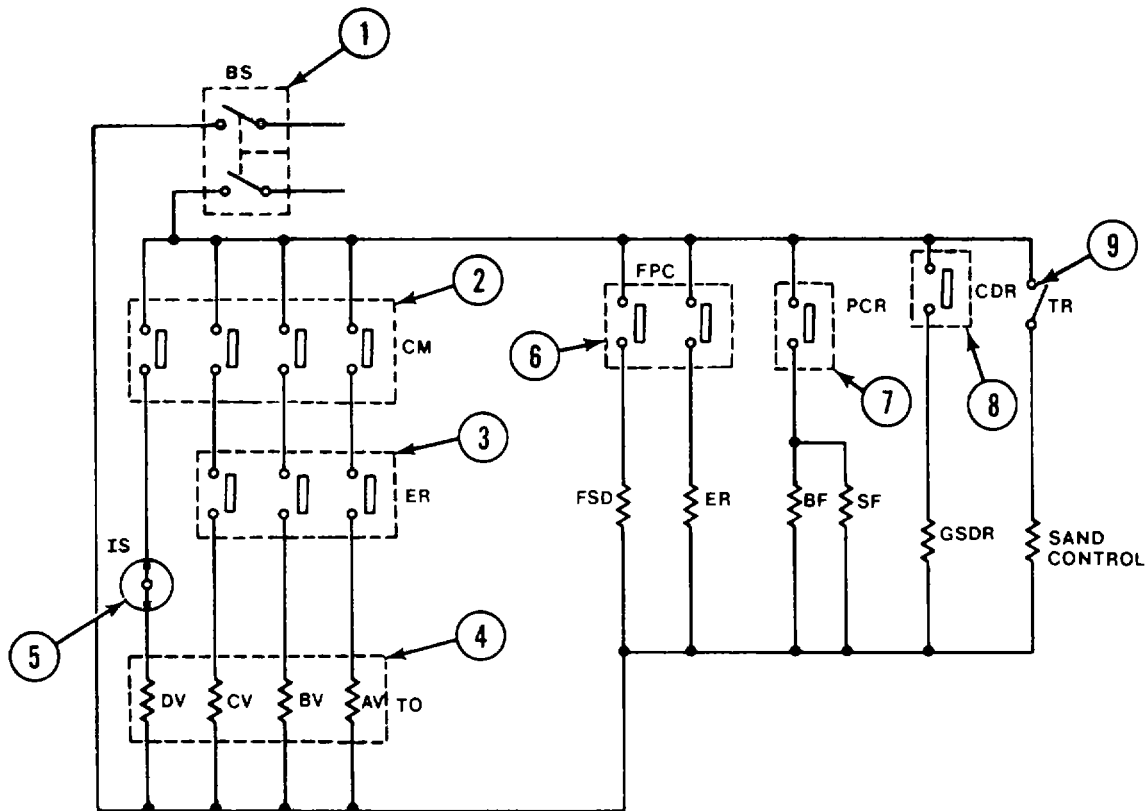 1
BS
2
CM
3
ER
IS
5
4
DV
CV
BV
AV
TO
FPC
6
FSD
ER
PCR
7
BF
SF
CDR
8
GSDR
9
TR
SAND
CONTROL